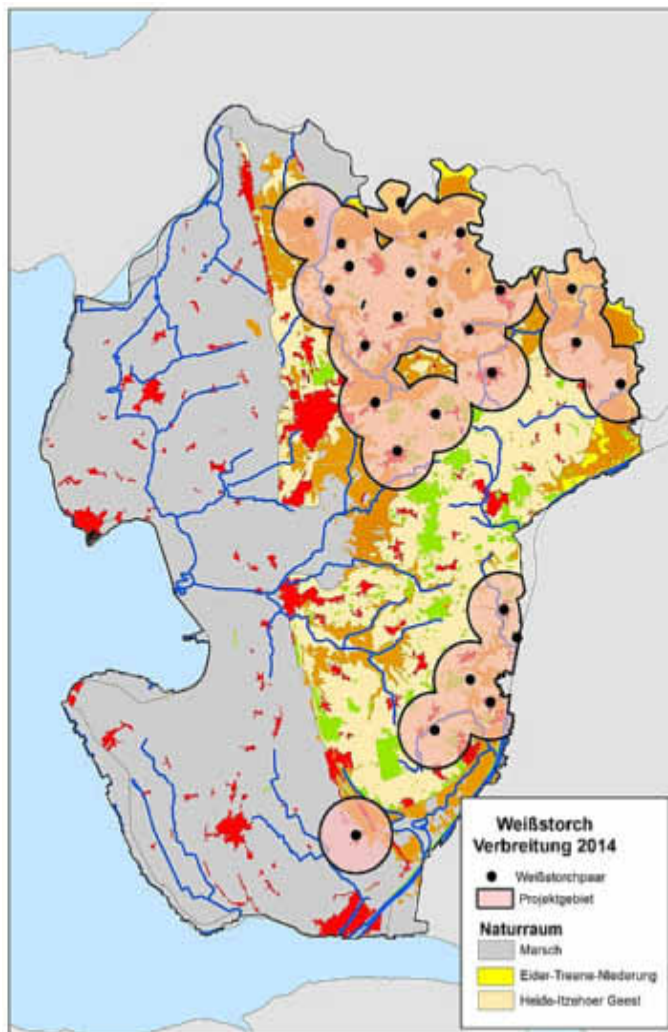 Weißstorch
Verbreitung 2014
Weißstorchpaar
Projektgebiet
Naturraum
Marsch
Eider-Treene-Niederung
Heide-Itzehoer Geest